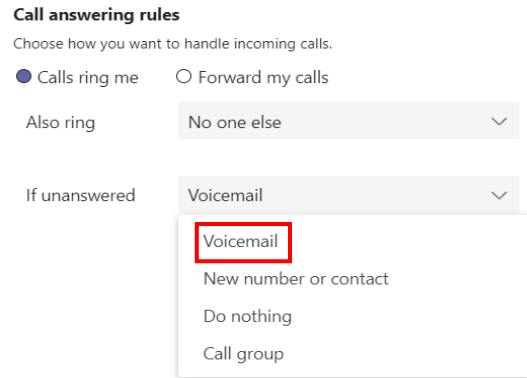 Call answering rules
Choose how you want to handle incoming calls.
Calls ring me Forward my calls
Also ring No one else
If unanswered Voicemail
Voicemail
New number or contact
Do nothing
Call group